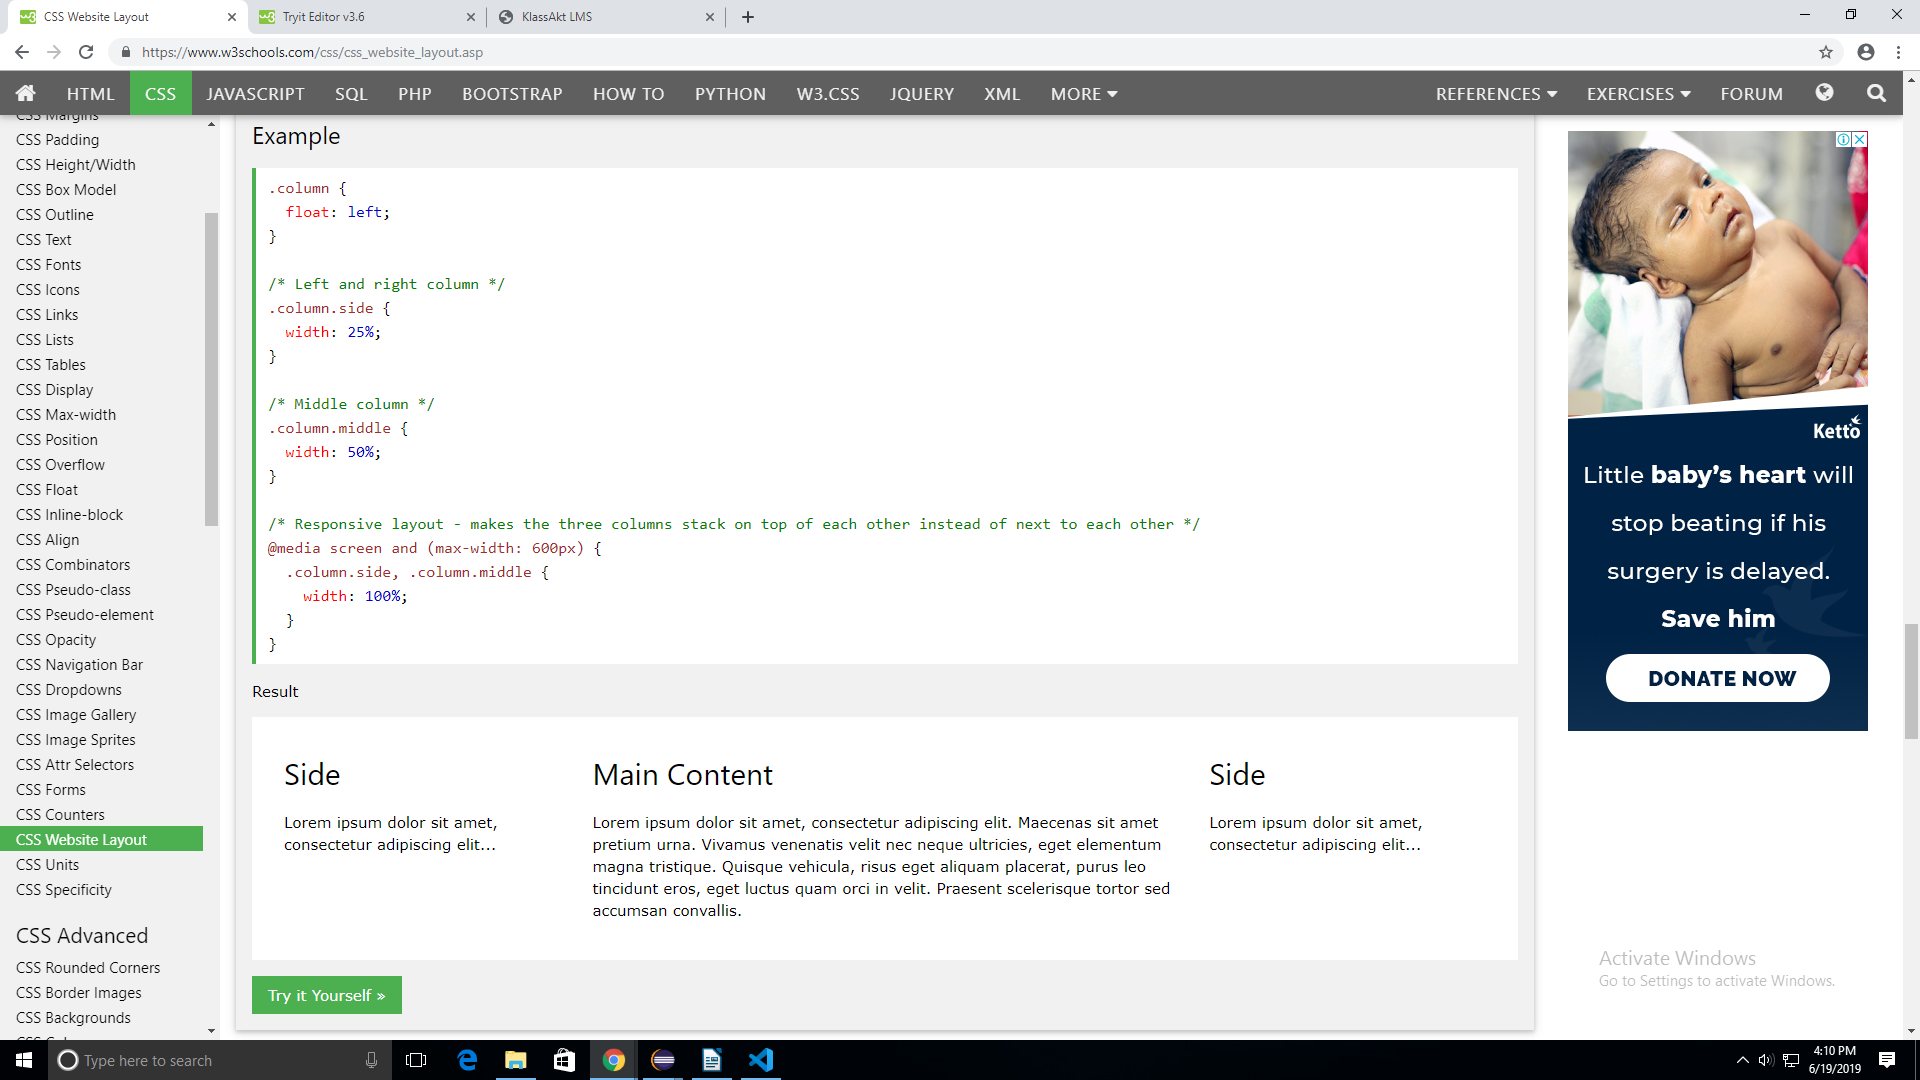 CSS Website Layout
Tryit Editor v3.6
KlassAkt LMS
https://www.w3schools.com/css/css_website_layout.asp
HTML CSS JAVASCRIPT SQL PHP BOOTSTRAP HOW TO PYTHON W3.CSS JQUERY XML MORE REFERENCES EXERCISES FORUM
CSS Margins
CSS Padding
CSS Height/Width
CSS Box Model
CSS Outline
CSS Text
CSS Fonts
CSS Icons
CSS Links
CSS Lists
CSS Tables
CSS Display
CSS Max-width
CSS Position
CSS Overflow
CSS Float
CSS Inline-block
CSS Align
CSS Combinators
CSS Pseudo-class
CSS Pseudo-element
CSS Opacity
CSS Navigation Bar
CSS Dropdowns
CSS Image Gallery
CSS Image Sprites
CSS Attr Selectors
CSS Forms
CSS Counters
CSS Website Layout
CSS Units
CSS Specificity
CSS Advanced
CSS Rounded Corners
CSS Border Images
CSS Backgrounds
Example
.column {
float: left;
}
/* Left and right column */
.column.side {
width: 25%;
}
/* Middle column */
.column.middle {
width: 50%;
}
/* Responsive layout - makes the three columns stack on top of each other instead of next to each other */
@media screen and (max-width: 600px) {
.column.side, .column.middle {
width: 100%;
}
}
Result
Side
Lorem ipsum dolor sit amet,
consectetur adipiscing elit...
Main Content
Lorem ipsum dolor sit amet, consectetur adipiscing elit. Maecenas sit amet
pretium urna. Vivamus venenatis velit nec neque ultricies, eget elementum
magna tristique. Quisque vehicula, risus eget aliquam placerat, purus leo
tincidunt eros, eget luctus quam orci in velit. Praesent scelerisque tortor sed
accumsan convallis.
Side
Lorem ipsum dolor sit amet,
consectetur adipiscing elit...
Try it Yourself »
Ketto
Little baby's heart will
stop beating if his
surgery is delayed.
Save him
DONATE NOW
Activate Windows
Go to Settings to activate Windows.
Type here to search
4:10 PM
6/19/2019